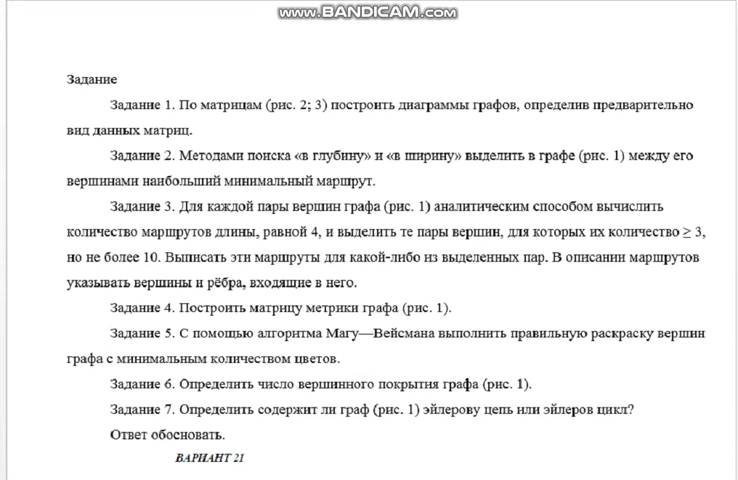 www.BANDICAM.com
Задание
Задание 1. По матрицам (рис. 2; 3) построить диаграммы графов, определив предварительно
вид данных матриц.
Задание 2. Методами поиска «в глубину» и «в ширину» выделить в графе (рис. 1) между его
вершинами наибольший минимальный маршрут.
Задание 3. Для каждой пары вершин графа (рис. 1) аналитическим способом вычислить
количество маршрутов длины, равной 4, и выделить те пары вершин, для которых их количество ≥ 3,
но не более 10. Выписать эти маршруты для какой-либо из выделенных пар. В описании маршрутов
указывать вершины и рёбра, входящие в него.
Задание 4. Построить матрицу метрики графа (рис. 1).
Задание 5. С помощью алгоритма Магу—Вейсмана выполнить правильную раскраску вершин
графа с минимальным количеством цветов.
Задание 6. Определить число вершинного покрытия графа (рис. 1).
Задание 7. Определить содержит ли граф (рис. 1) эйлерову цепь или эйлеров цикл?
Ответ обосновать.
ВАРИАНТ 21